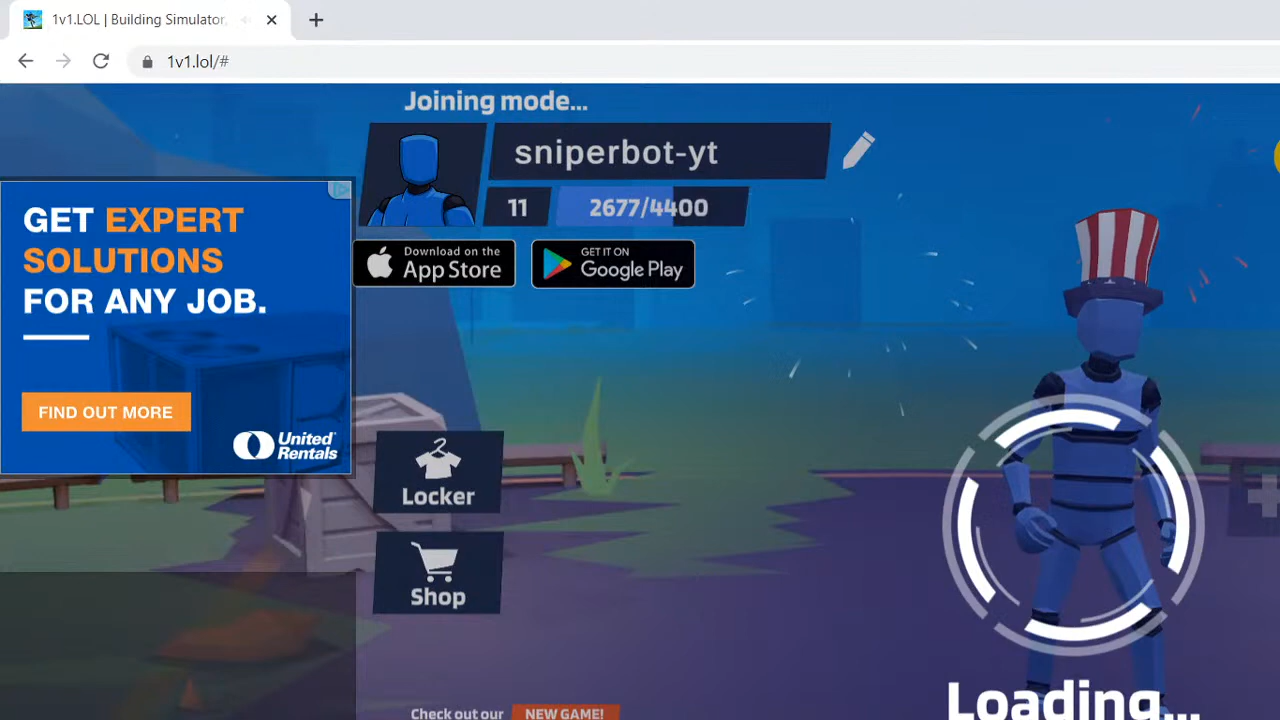 1v1.LOL | Building Simulator,
1v1.lol/#
Joining mode...
sniperbot-yt
11
2677/4400
GET EXPERT
SOLUTIONS
FOR ANY JOB.
FIND OUT MORE
United
Rentals
Download on the
App Store
GET IT ON
Google Play
Locker
Shop
Loading...
Check out our
NEW GAME!